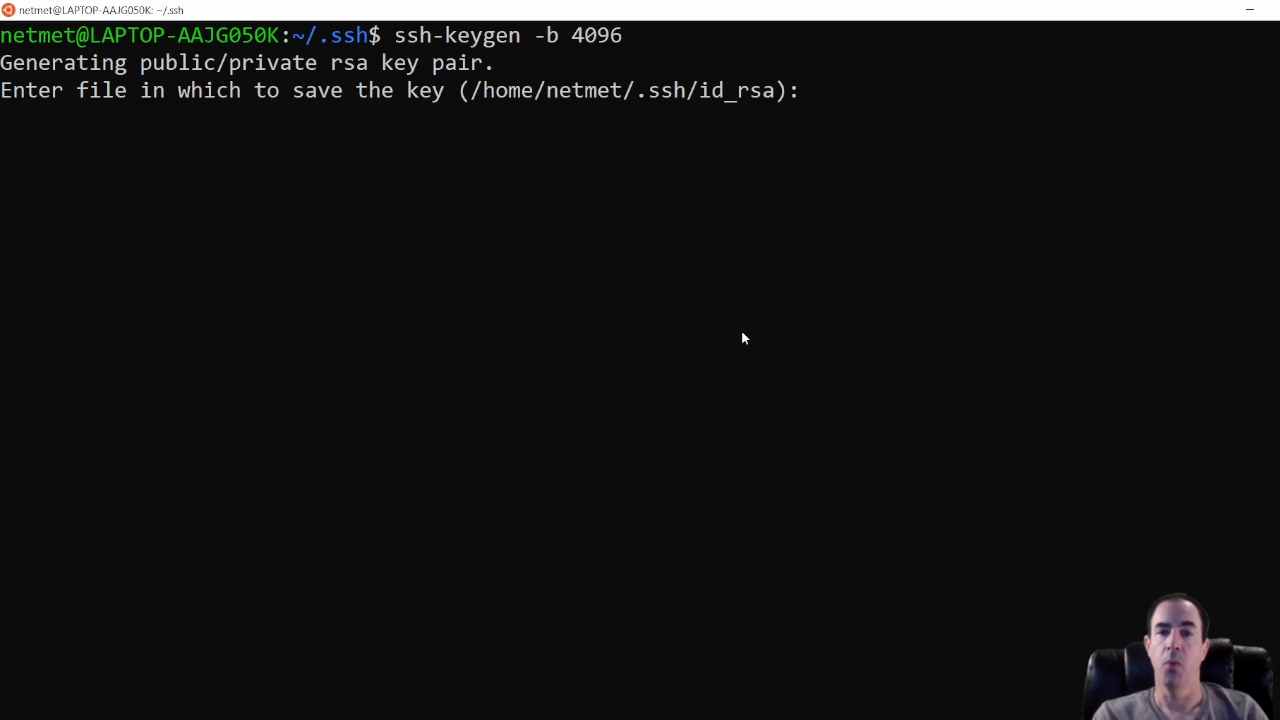 netmet@LAPTOP-AAJG050K: ~/.ssh
netmet@LAPTOP-AAJG050K:~/.ssh$ ssh-keygen -b 4096
Generating public/private rsa key pair.
Enter file in which to save the key (/home/netmet/.ssh/id_rsa):